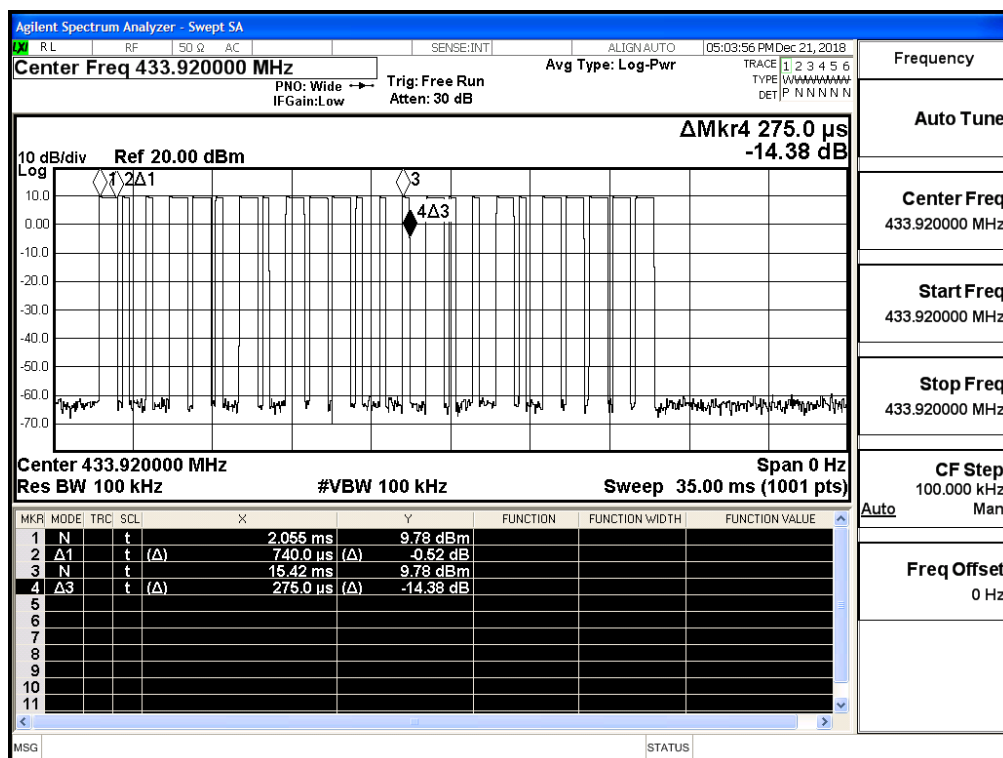 Agilent Spectrum Analyzer - Swept SA
LXI RL RF 50 Ω AC SENSE:INT ALIGN AUTO 05:03:56 PM Dec 21, 2018
Center Freq 433.920000 MHz
PNO: Wide
IFGain:Low
Trig: Free Run
Atten: 30 dB
Avg Type: Log-Pwr
TRACE 1 2 3 4 5 6
TYPE
DET P N N N N N
ΔMkr4 275.0 µs
-14.38 dB
10 dB/div Ref 20.00 dBm
Log
1 2Δ1 3
10.0
4Δ3
0.00
-10.0
-20.0
-30.0
-40.0
-50.0
-60.0
-70.0
Center 433.920000 MHz Span 0 Hz
Res BW 100 kHz #VBW 100 kHz Sweep 35.00 ms (1001 pts)
MKR MODE TRC SCL X Y FUNCTION FUNCTION WIDTH FUNCTION VALUE
1 N t 2.055 ms 9.78 dBm
2 Δ1 t (Δ) 740.0 µs (Δ) -0.52 dB
3 N t 15.42 ms 9.78 dBm
4 Δ3 t (Δ) 275.0 µs (Δ) -14.38 dB
5
6
7
8
9
10
11
MSG STATUS
Frequency
Auto Tune
Center Freq
433.920000 MHz
Start Freq
433.920000 MHz
Stop Freq
433.920000 MHz
CF Step
100.000 kHz
Auto Man
Freq Offset
0 Hz